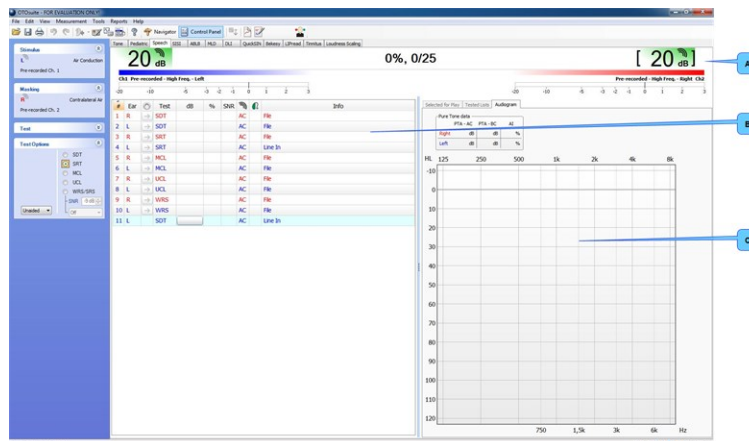 OTOsuite - FOR EVALUATION ONLY!
File Edit View Measurement Tools Reports Help
Navigator Control Panel
Tone Pediatric Speech SISI ABLB MLD DLI QuickSIN Bekesy LIPread Tinnitus Loudness Scaling
Stimulus
L Air Conduction
Pre-recorded Ch. 1
Masking
R Contralateral Air
Pre-recorded Ch. 2
Test
Test Options
SDT
SRT
MCL
UCL
WRS/SRS
SNR
Unaided
Off
20 dB 0%, 0/25 [ 20 dB ]
Ch1 Pre-recorded - High Freq. - Left Pre-recorded - High Freq. - Right Ch2
-20 -10 -5 -3 -2 -1 0 1 2 3 -20 -10 -5 -3 -2 -1 0 1 2 3
# Ear Test dB % SNR Info
1 R SDT AC File
2 L SDT AC File
3 R SRT AC File
4 L SRT AC Line In
5 R MCL AC File
6 L MCL AC File
7 R UCL AC File
8 L UCL AC File
9 R WRS AC File
10 L WRS AC File
11 L SDT AC Line In
Selected for Play Tested Lists Audiogram
Pure Tone data
PTA - AC PTA - BC AI
Right dB dB %
Left dB dB %
HL 125 250 500 1k 2k 4k 8k
-10
0
10
20
30
40
50
60
70
80
90
100
110
120
750 1,5k 3k 6k Hz
A
B
C